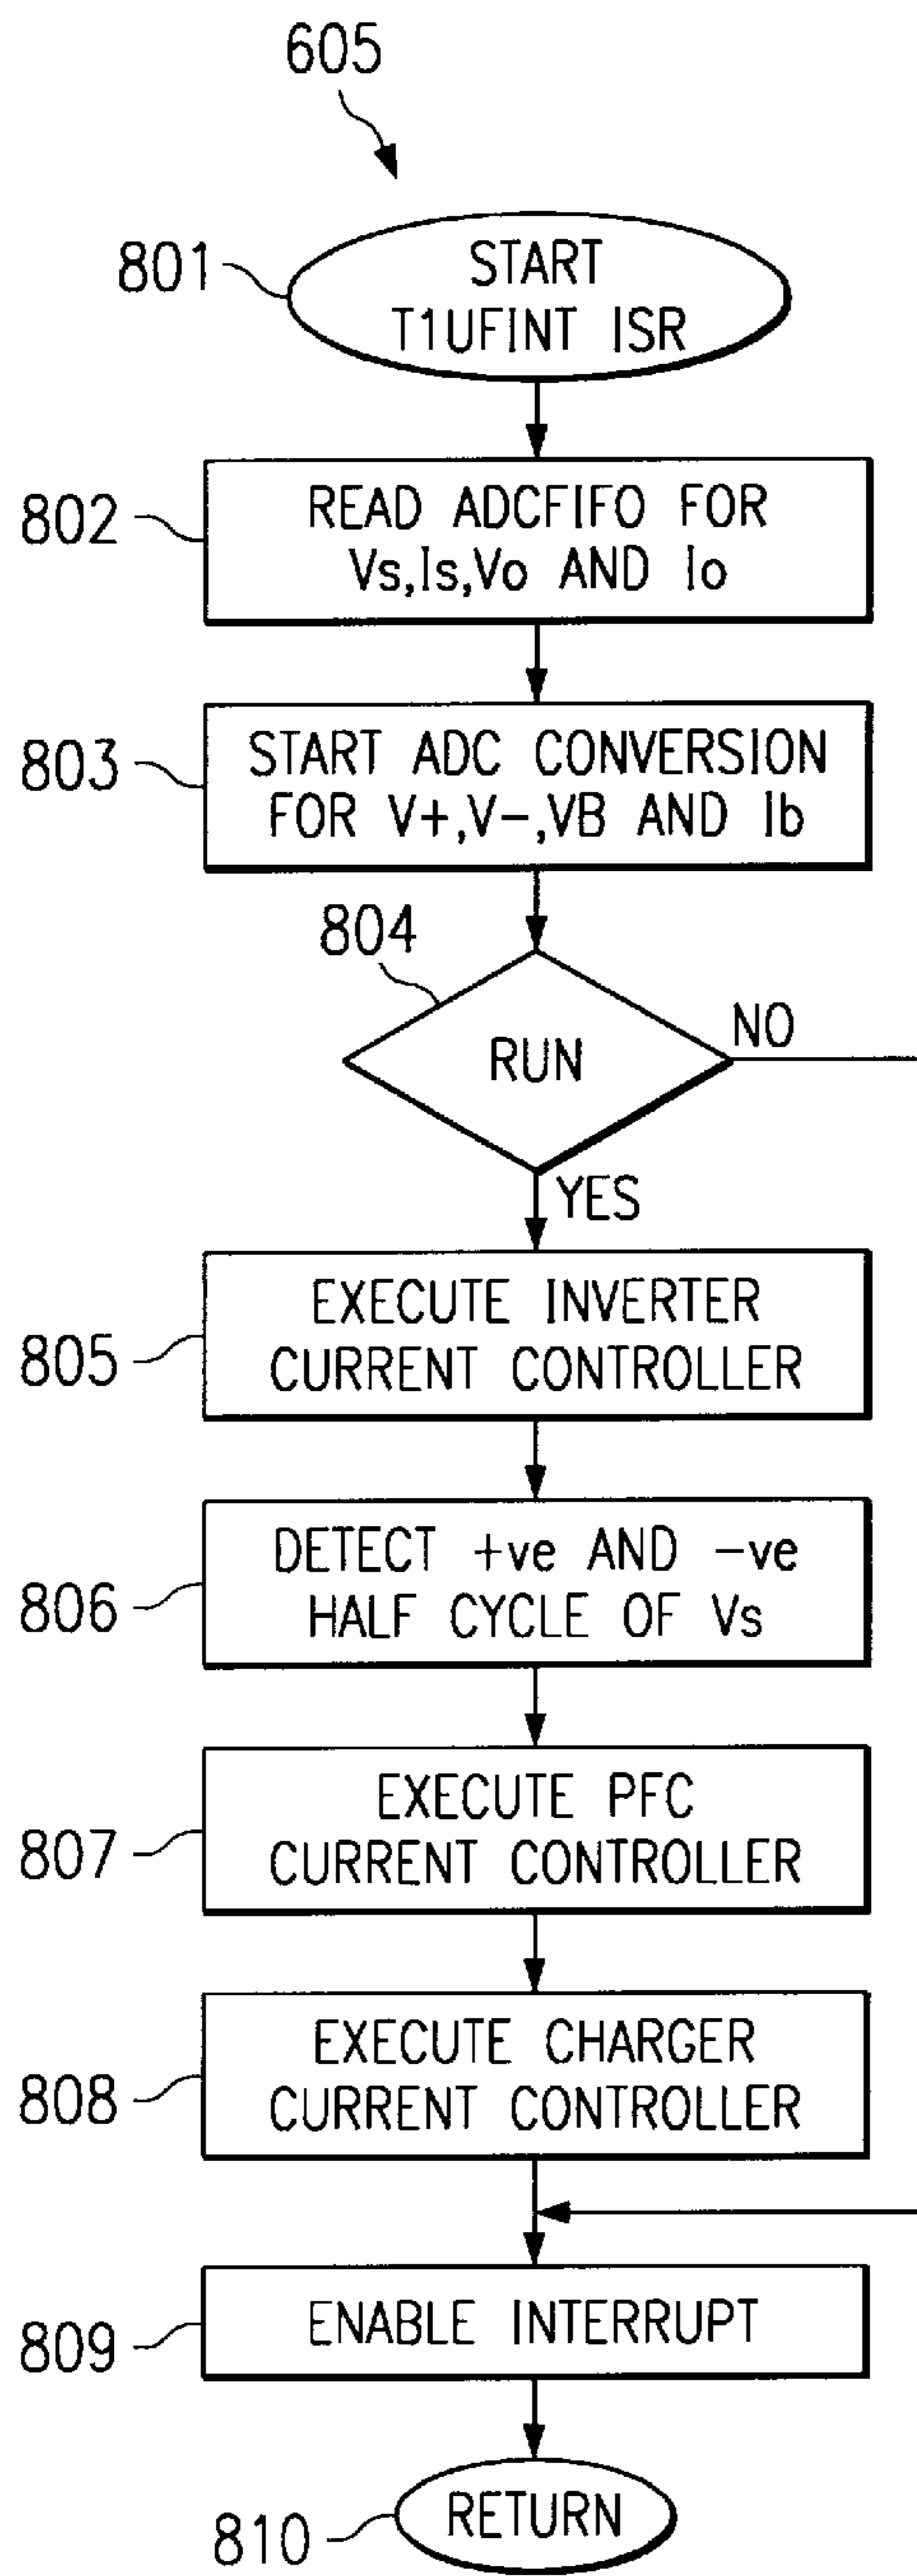 605
801
START
T1UFINT ISR
802
READ ADCFIFO FOR
Vs,Is,Vo AND Io
803
START ADC CONVERSION
FOR V+,V-,VB AND Ib
804
RUN
NO
YES
805
EXECUTE INVERTER
CURRENT CONTROLLER
806
DETECT +ve AND -ve
HALF CYCLE OF Vs
807
EXECUTE PFC
CURRENT CONTROLLER
808
EXECUTE CHARGER
CURRENT CONTROLLER
809
ENABLE INTERRUPT
810
RETURN